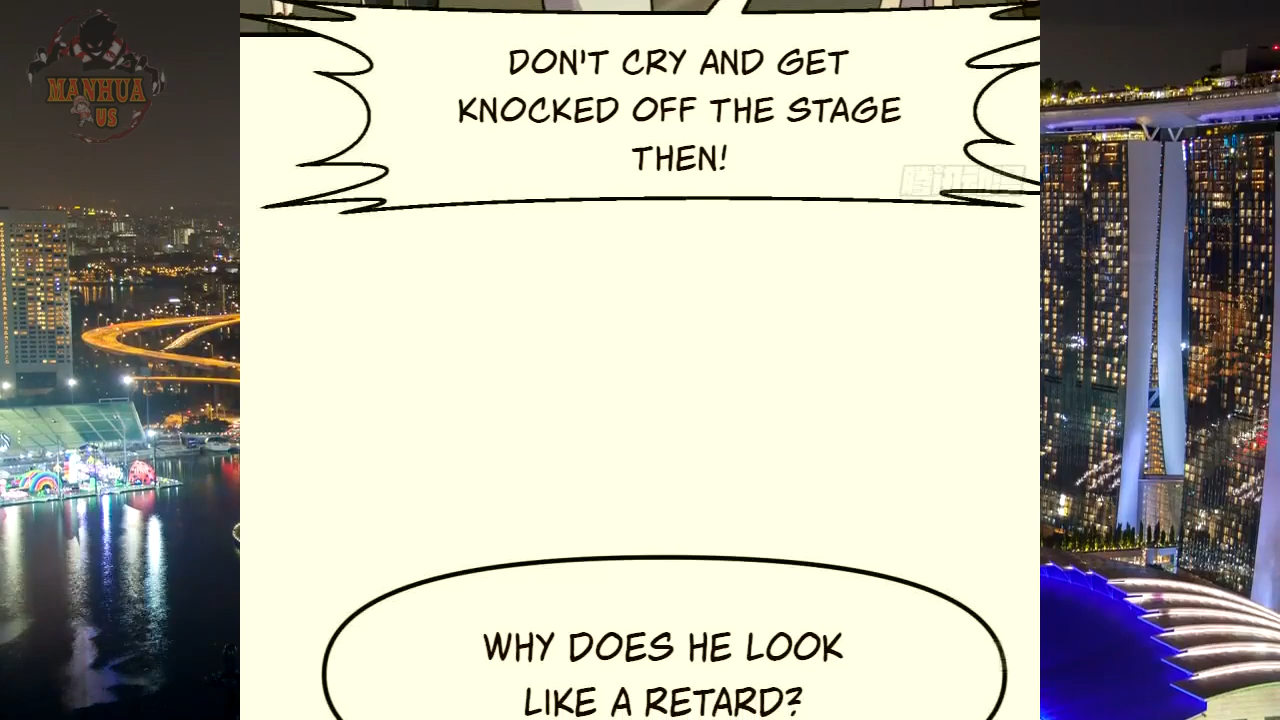 MANHUA
US
DON'T CRY AND GET
KNOCKED OFF THE STAGE
THEN!
WHY DOES HE LOOK
LIKE A RETARD?